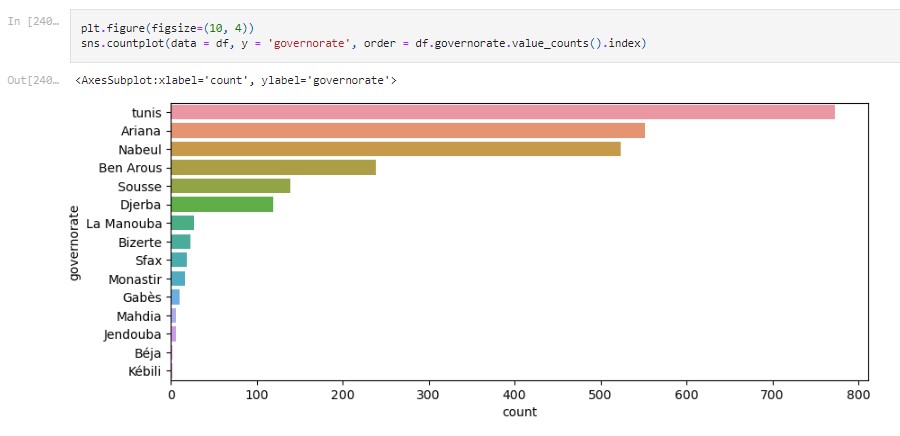 In [240…
plt.figure(figsize=(10, 4))
sns.countplot(data = df, y = 'governorate', order = df.governorate.value_counts().index)
Out[240…
<AxesSubplot:xlabel='count', ylabel='governorate'>
governorate
tunis
Ariana
Nabeul
Ben Arous
Sousse
Djerba
La Manouba
Bizerte
Sfax
Monastir
Gabès
Mahdia
Jendouba
Béja
Kébili
0 100 200 300 400 500 600 700 800
count